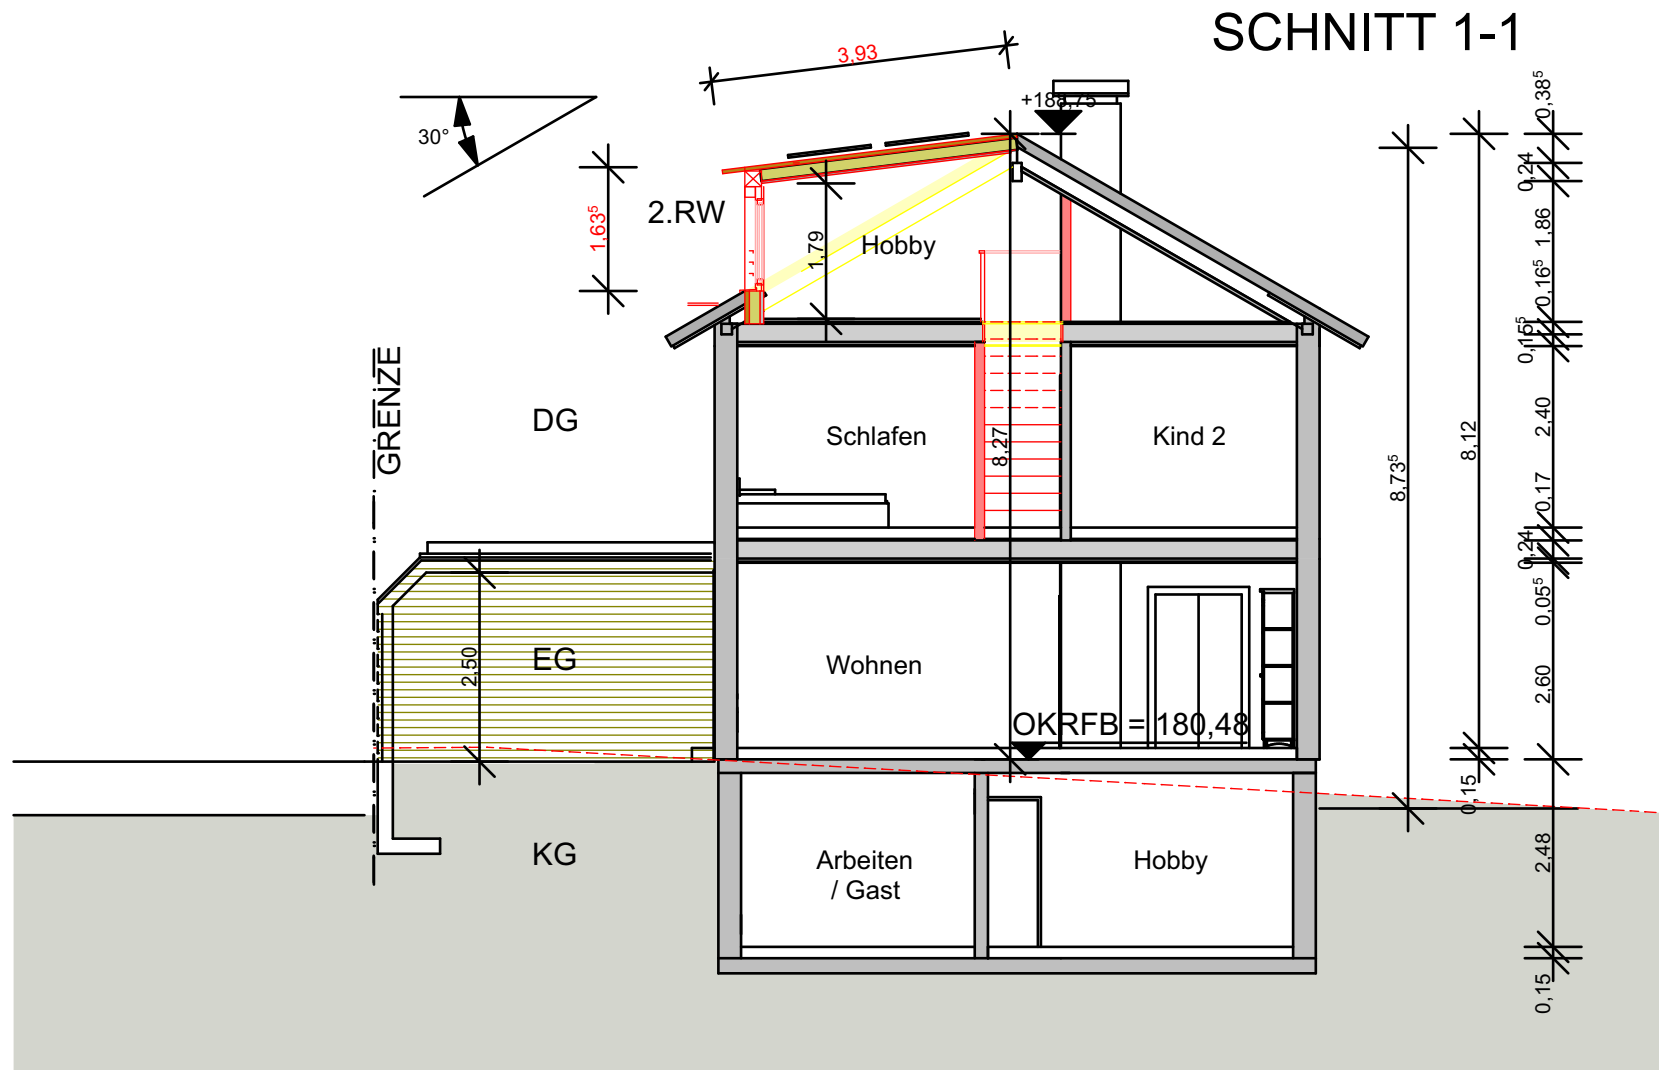 SCHNITT 1-1
3,93
+188,75
0,38⁵
30°
0,24
2.RW
1,63⁵
1,79
Hobby
1,86
0,16⁵
0,15⁵
GRENZE
DG
Schlafen
8,27
Kind 2
8,73⁵
8,12
2,40
0,17
0,24
0,05⁵
2,50
EG
Wohnen
2,60
OKRFB = 180,48
0,15
KG
Arbeiten
/ Gast
Hobby
2,48
0,15